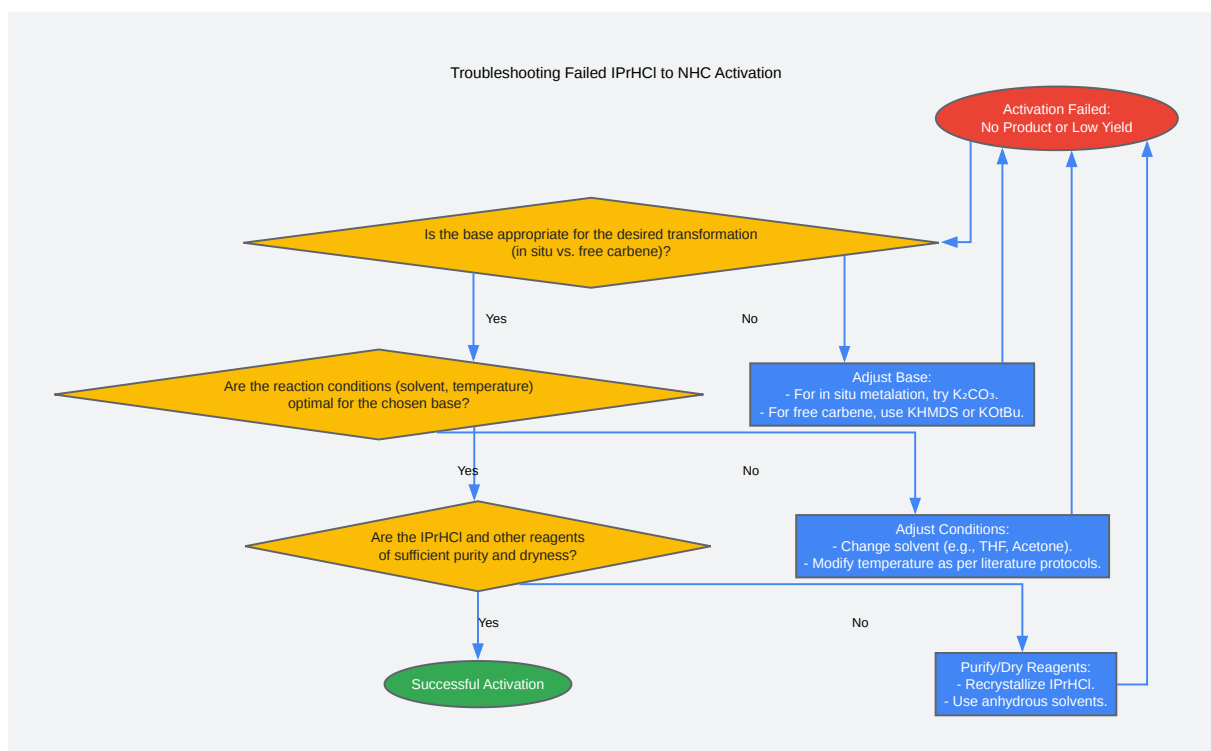 Troubleshooting Failed IPrHCl to NHC Activation
Activation Failed:
No Product or Low Yield
Is the base appropriate for the desired transformation
(in situ vs. free carbene)?
Yes
No
Are the reaction conditions (solvent, temperature)
optimal for the chosen base?
Adjust Base:
- For in situ metalation, try K₂CO₃.
- For free carbene, use KHMDS or KOtBu.
Yes
No
Are the IPrHCl and other reagents
of sufficient purity and dryness?
Adjust Conditions:
- Change solvent (e.g., THF, Acetone).
- Modify temperature as per literature protocols.
Yes
No
Successful Activation
Purify/Dry Reagents:
- Recrystallize IPrHCl.
- Use anhydrous solvents.